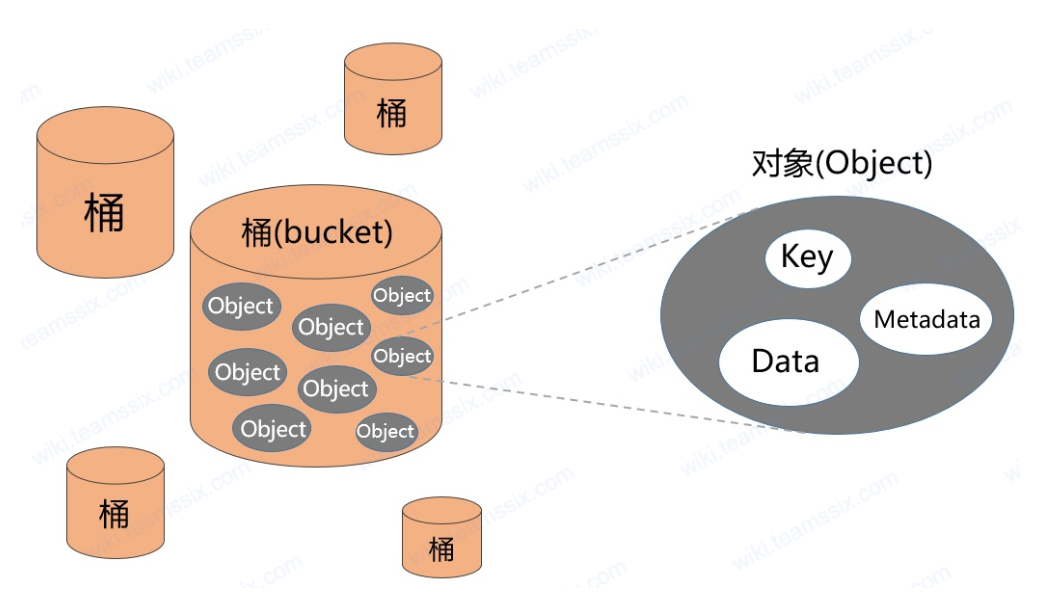 桶
桶
桶(bucket)
Object
Object
Object
Object
Object
Object
Object
Object
桶
桶
对象(Object)
Key
Metadata
Data
wiki.teamssix.com